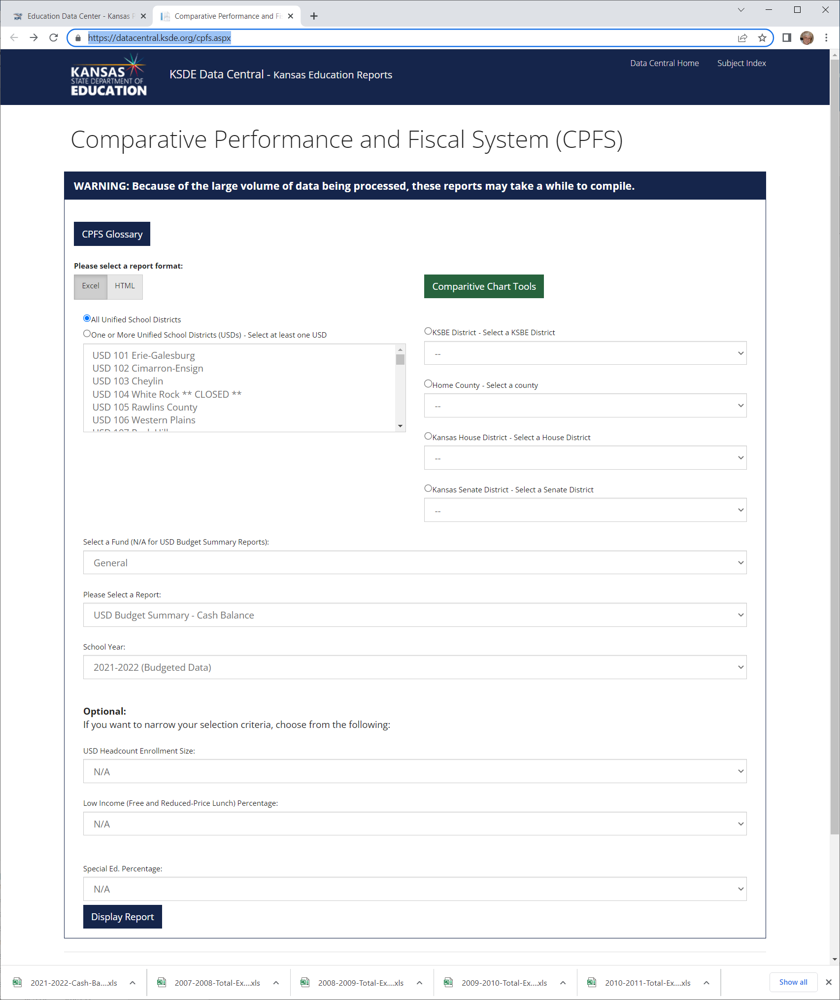 Education Data Center - Kansas P
Comparative Performance and Fi
https://datacentral.ksde.org/cpfs.aspx
KPI
KANSAS
STATE DEPARTMENT OF
EDUCATION
KSDE Data Central - Kansas Education Reports
Data Central Home
Subject Index
Comparative Performance and Fiscal System (CPFS)
WARNING: Because of the large volume of data being processed, these reports may take a while to compile.
CPFS Glossary
Please select a report format:
Excel
HTML
Comparitive Chart Tools
All Unified School Districts
One or More Unified School Districts (USDs) - Select at least one USD
USD 101 Erie-Galesburg
USD 102 Cimarron-Ensign
USD 103 Cheylin
USD 104 White Rock ** CLOSED **
USD 105 Rawlins County
USD 106 Western Plains
USD 107 Rock Hills
KSBE District - Select a KSBE District
--
Home County - Select a county
--
Kansas House District - Select a House District
--
Kansas Senate District - Select a Senate District
--
Select a Fund (N/A for USD Budget Summary Reports):
General
Please Select a Report:
USD Budget Summary - Cash Balance
School Year:
2021-2022 (Budgeted Data)
Optional:
If you want to narrow your selection criteria, choose from the following:
USD Headcount Enrollment Size:
N/A
Low Income (Free and Reduced-Price Lunch) Percentage:
N/A
Special Ed. Percentage:
N/A
Display Report
2021-2022-Cash-Ba....xls
2007-2008-Total-Ex....xls
2008-2009-Total-Ex....xls
2009-2010-Total-Ex....xls
2010-2011-Total-Ex....xls
Show all